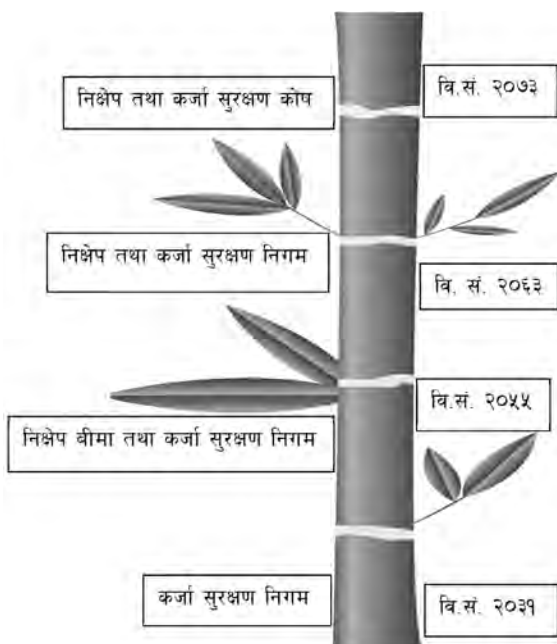 निक्षेप तथा कर्जा सुरक्षण कोष
वि.सं. २०७३
निक्षेप तथा कर्जा सुरक्षण निगम
वि. सं. २०६३
वि.सं. २०५५
निक्षेप बीमा तथा कर्जा सुरक्षण निगम
कर्जा सुरक्षण निगम
वि.सं. २०३१